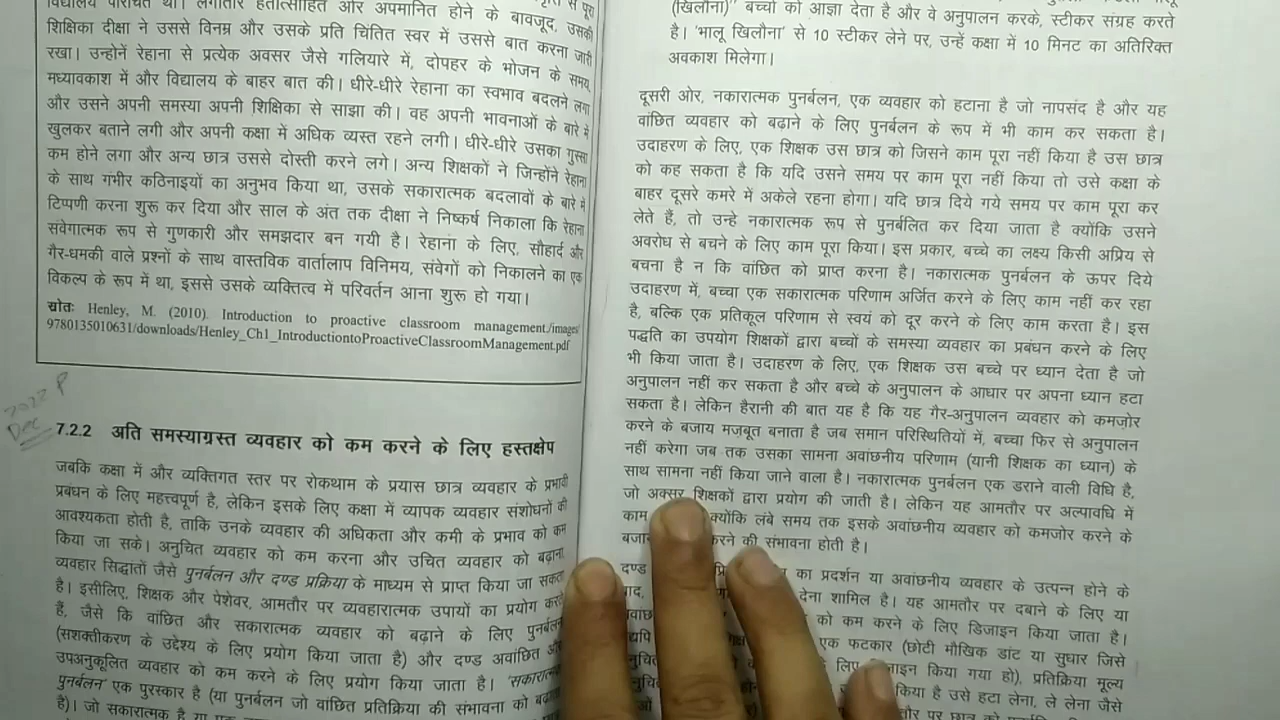 विद्यालय परिचित था। लगातार हतोत्साहित और अपमानित होने के बावजूद, उसकी
शिक्षिका दीक्षा ने उससे विनम्र और उसके प्रति चिंतित स्वर में उससे बात करना जारी
रखा। उन्होनें रेहाना से प्रत्येक अवसर जैसे गलियारे में, दोपहर के भोजन के समय,
मध्यावकाश में और विद्यालय के बाहर बात की। धीरे-धीरे रेहाना का स्वभाव बदलने लगा
और उसने अपनी समस्या अपनी शिक्षिका से साझा की। वह अपनी भावनाओं के बारे में
खुलकर बताने लगी और अपनी कक्षा में अधिक व्यस्त रहने लगी। धीरे-धीरे उसका गुस्सा
कम होने लगा और अन्य छात्र उससे दोस्ती करने लगे। अन्य शिक्षकों ने जिन्होंने रेहाना
के साथ गंभीर कठिनाइयों का अनुभव किया था, उसके सकारात्मक बदलावों के बारे में
टिप्पणी करना शुरू कर दिया और साल के अंत तक दीक्षा ने निष्कर्ष निकाला कि रेहाना
संवेगात्मक रूप से गुणकारी और समझदार बन गयी है। रेहाना के लिए, सौहार्द और
गैर-धमकी वाले प्रश्नों के साथ वास्तविक वार्तालाप विनिमय, संवेगों को निकालने का एक
विकल्प के रूप में था, इससे उसके व्यक्तित्व में परिवर्तन आना शुरू हो गया।
स्रोतः Henley, M. (2010). Introduction to proactive classroom management./images/
9780135010631/downloads/Henley_Ch1_IntroductiontoProactiveClassroomManagement.pdf
2022 P
Dec
7.2.2 अति समस्याग्रस्त व्यवहार को कम करने के लिए हस्तक्षेप
जबकि कक्षा में और व्यक्तिगत स्तर पर रोकथाम के प्रयास छात्र व्यवहार के प्रभावी
प्रबंधन के लिए महत्त्वपूर्ण है, लेकिन इसके लिए कक्षा में व्यापक व्यवहार संशोधनों की
आवश्यकता होती है, ताकि उनके व्यवहार की अधिकता और कमी के प्रभाव को कम
किया जा सके। अनुचित व्यवहार को कम करना और उचित व्यवहार को बढ़ाना,
व्यवहार सिद्धांतों जैसे पुनर्बलन और दण्ड प्रक्रिया के माध्यम से प्राप्त किया जा सकता
है। इसीलिए, शिक्षक और पेशेवर, आमतौर पर व्यवहारात्मक उपायों का प्रयोग करते
हैं, जैसे कि वांछित और सकारात्मक व्यवहार को बढ़ाने के लिए पुनर्बलन
(सशक्तीकरण के उद्देश्य के लिए प्रयोग किया जाता है) और दण्ड अवांछित और
उपअनुकूलित व्यवहार को कम करने के लिए प्रयोग किया जाता है। 'सकारात्मक
पुनर्बलन' एक पुरस्कार है (या पुनर्बलन जो वांछित प्रतिक्रिया की संभावना को बढ़ाता
है)। जो सकारात्मक है या एक
(खिलौना)" बच्चों को आज्ञा देता है और वे अनुपालन करके, स्टीकर संग्रह करते
है। 'भालू खिलौना' से 10 स्टीकर लेने पर, उन्हें कक्षा में 10 मिनट का अतिरिक्त
अवकाश मिलेगा।
दूसरी ओर, नकारात्मक पुनर्बलन, एक व्यवहार को हटाना है जो नापसंद है और यह
वांछित व्यवहार को बढ़ाने के लिए पुनर्बलन के रूप में भी काम कर सकता है।
उदाहरण के लिए, एक शिक्षक उस छात्र को जिसने काम पूरा नहीं किया है उस छात्र
को कह सकता है कि यदि उसने समय पर काम पूरा नहीं किया तो उसे कक्षा के
बाहर दूसरे कमरे में अकेले रहना होगा। यदि छात्र दिये गये समय पर काम पूरा कर
लेते हैं, तो उन्हे नकारात्मक रूप से पुनर्बलित कर दिया जाता है क्योंकि उसने
अवरोध से बचने के लिए काम पूरा किया। इस प्रकार, बच्चे का लक्ष्य किसी अप्रिय से
बचना है न कि वांछित को प्राप्त करना है। नकारात्मक पुनर्बलन के ऊपर दिये
उदाहरण में, बच्चा एक सकारात्मक परिणाम अर्जित करने के लिए काम नहीं कर रहा
है, बल्कि एक प्रतिकूल परिणाम से स्वयं को दूर करने के लिए काम करता है। इस
पद्धति का उपयोग शिक्षकों द्वारा बच्चों के समस्या व्यवहार का प्रबंधन करने के लिए
भी किया जाता है। उदाहरण के लिए, एक शिक्षक उस बच्चे पर ध्यान देता है जो
अनुपालन नहीं कर सकता है और बच्चे के अनुपालन के आधार पर अपना ध्यान हटा
सकता है। लेकिन हैरानी की बात यह है कि यह गैर-अनुपालन व्यवहार को कमजोर
करने के बजाय मजबूत बनाता है जब समान परिस्थितियों में, बच्चा फिर से अनुपालन
नहीं करेगा जब तक उसका सामना अवांछनीय परिणाम (यानी शिक्षक का ध्यान) के
साथ सामना नहीं किया जाने वाला है। नकारात्मक पुनर्बलन एक डराने वाली विधि है,
जो अक्सर शिक्षकों द्वारा प्रयोग की जाती है। लेकिन यह आमतौर पर अल्पावधि में
काम क्योंकि लंबे समय तक इसके अवांछनीय व्यवहार को कमजोर करने के
करने की संभावना होती है।
दण्ड का प्रदर्शन या अवांछनीय व्यवहार के उत्पन्न होने के
देना शामिल है। यह आमतौर पर दबाने के लिए या
को कम करने के लिए डिजाइन किया जाता है।
एक फटकार (छोटी मौखिक डांट या सुधार जिसे
लिए डिजाइन किया गया हो), प्रतिक्रिया मूल्य
किया है उसे हटा लेना, ले लेना जैसे